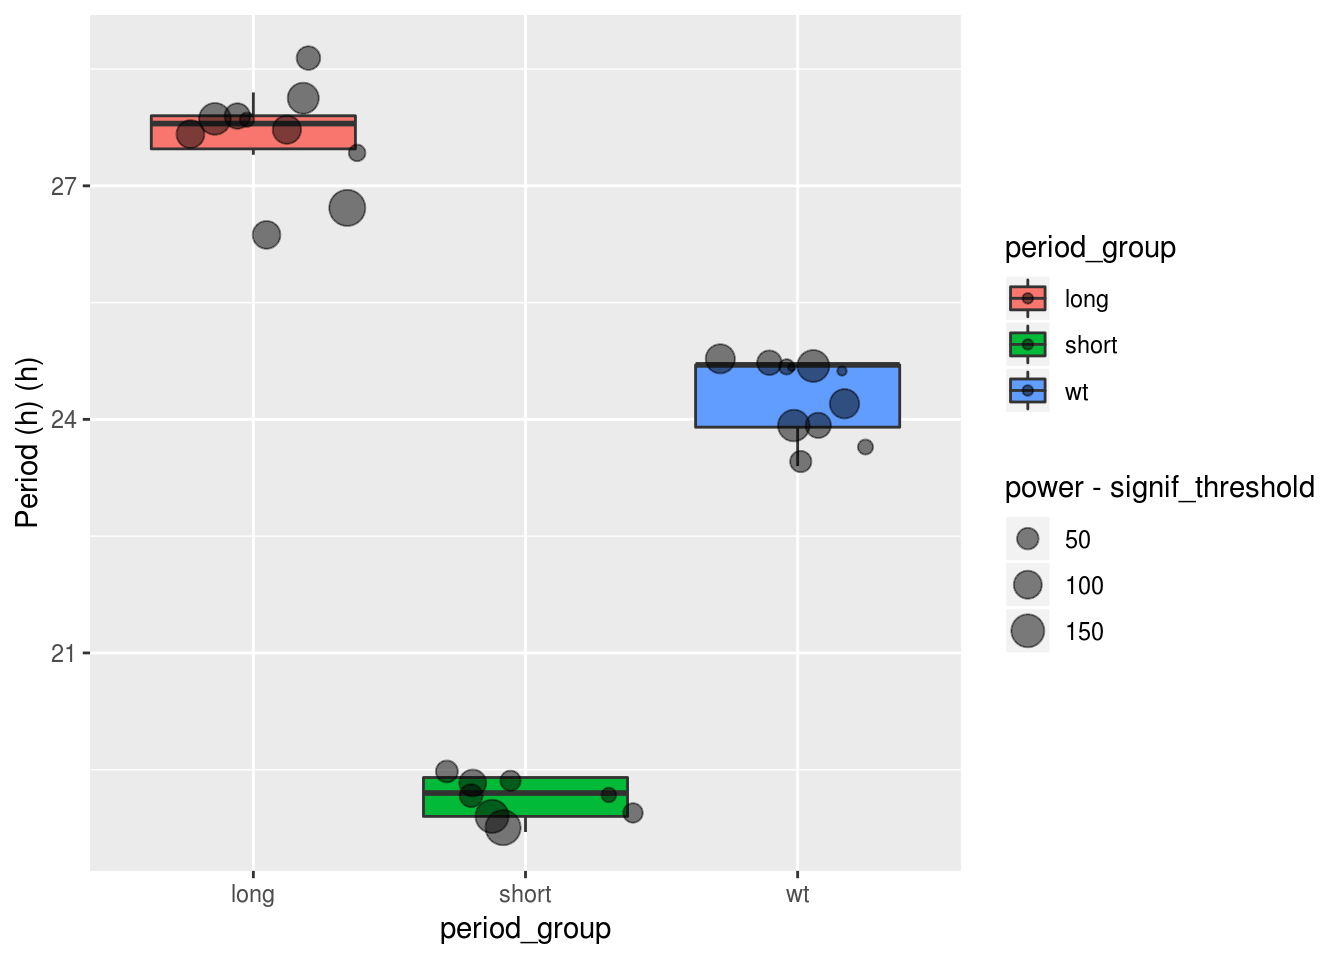 Period (h) (h)
27
24
21
long
short
wt
period_group
period_group
long
short
wt
power - signif_threshold
50
100
150